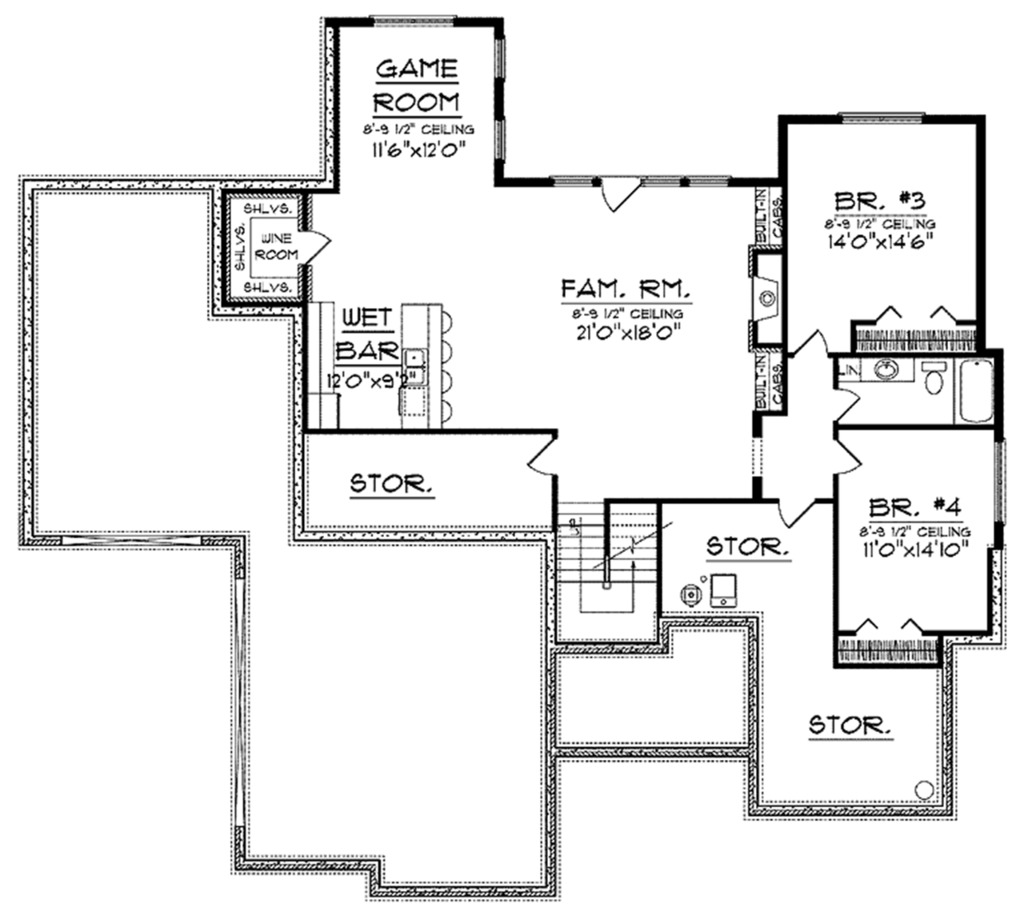 GAME
ROOM
8'-9 1/2" CEILING
11'6"x12'0"
SHLVS.
SHLVS.
WINE
ROOM
SHLVS.
BUILT-IN
CABS.
BR. #3
8'-9 1/2" CEILING
14'0"x14'6"
FAM. RM.
8'-9 1/2" CEILING
21'0"x18'0"
WET
BAR
12'0"x9'2"
BUILT-IN
CABS.
LIN.
STOR.
BR. #4
8'-9 1/2" CEILING
11'0"x14'10"
STOR.
STOR.